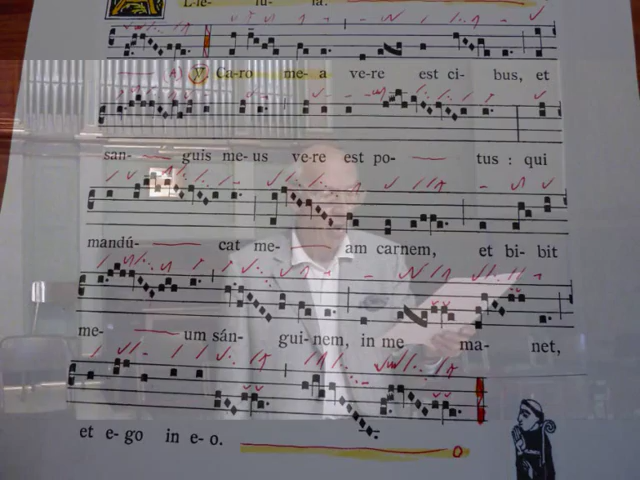 L-le- lu- ia.
℣ Ca-ro me- a ve-re est ci- bus, et
san- guis me-us ve-re est po- tus : qui
mandú- cat me- am carnem, et bi- bit
me- um sán- gui-nem, in me ma- net,
et e-go in e-o.